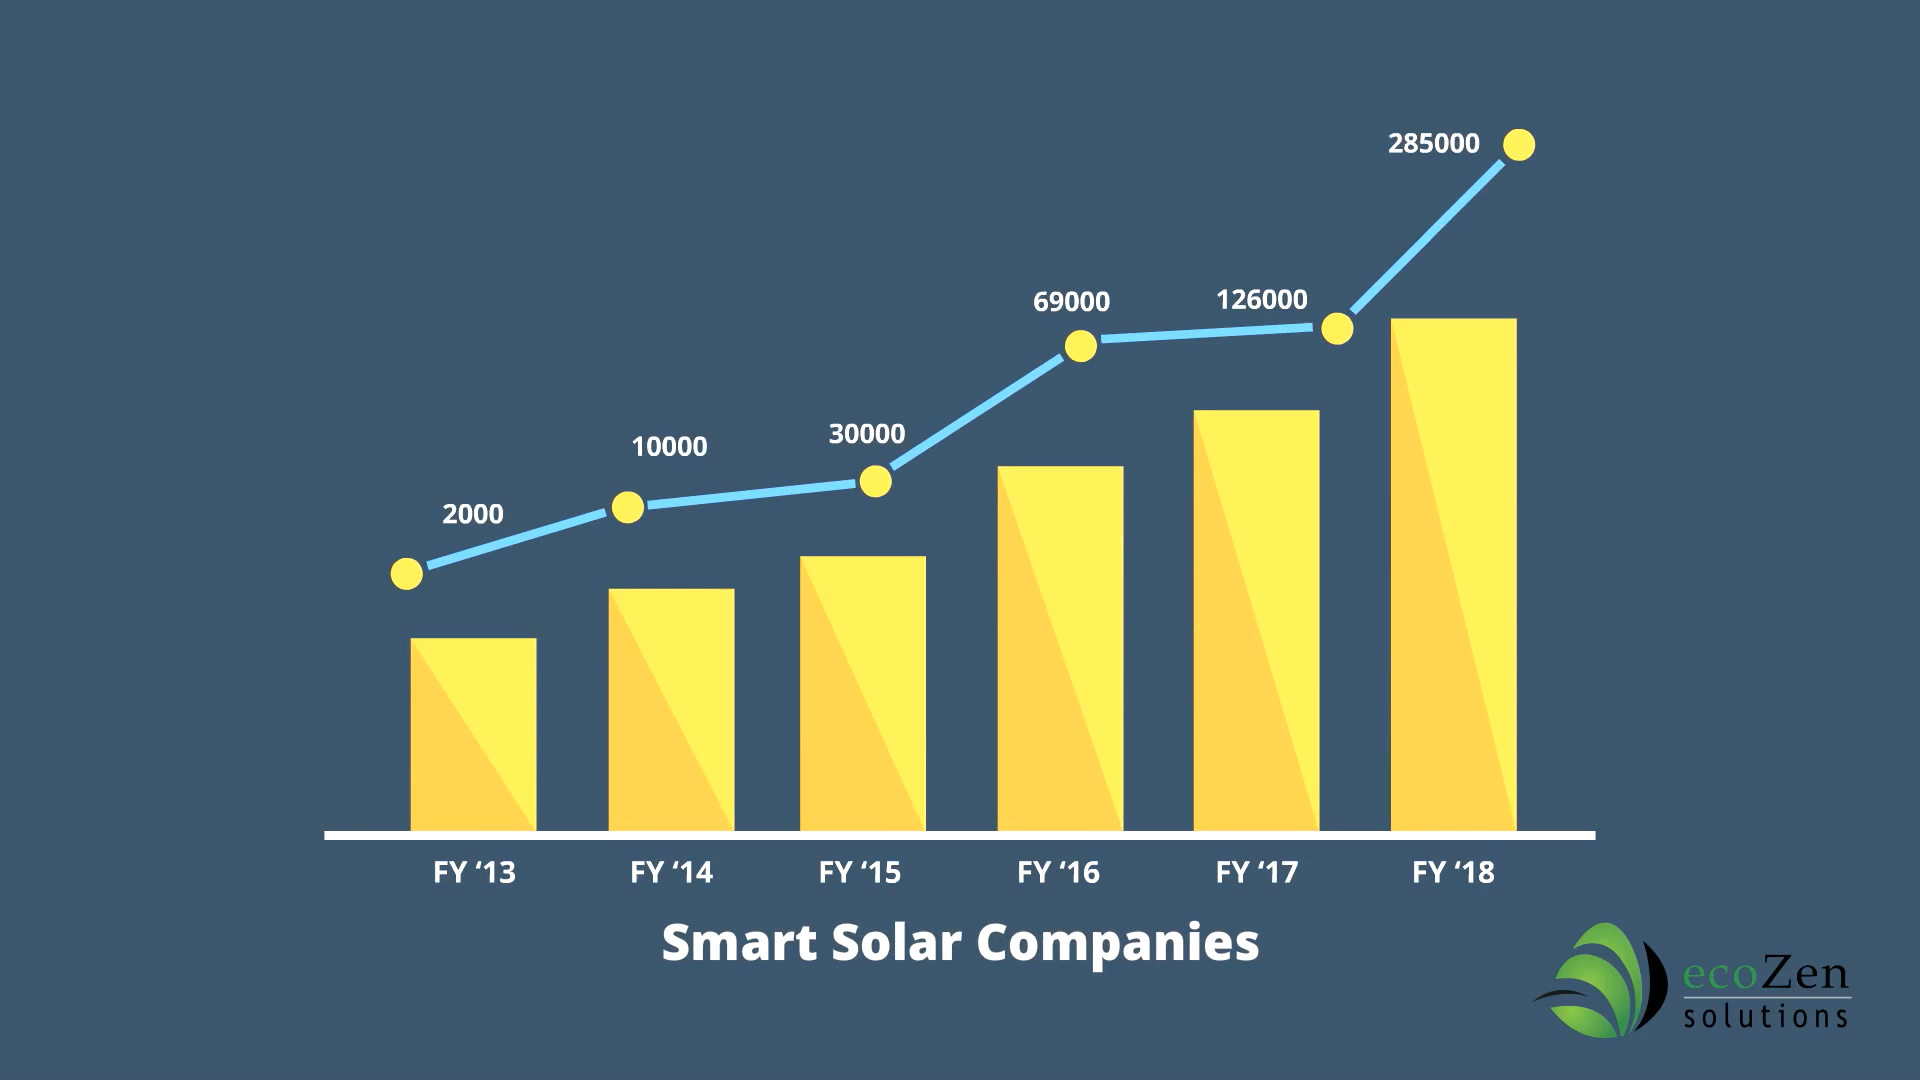 285000
69000
126000
10000
30000
2000
FY ‘13
FY ‘14
FY ‘15
FY ‘16
FY ‘17
FY ‘18
Smart Solar Companies
ecoZen
solutions